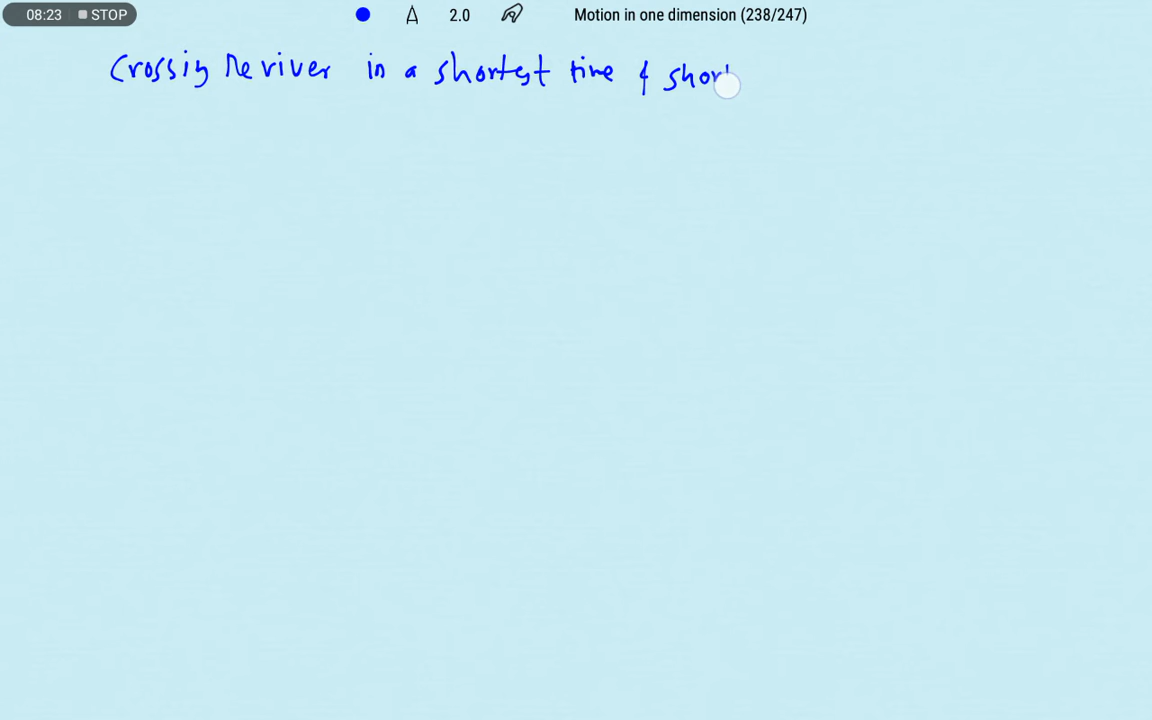 08:23 STOP 2.0 Motion in one dimension (238/247)
Crossing the river in a shortest time & short